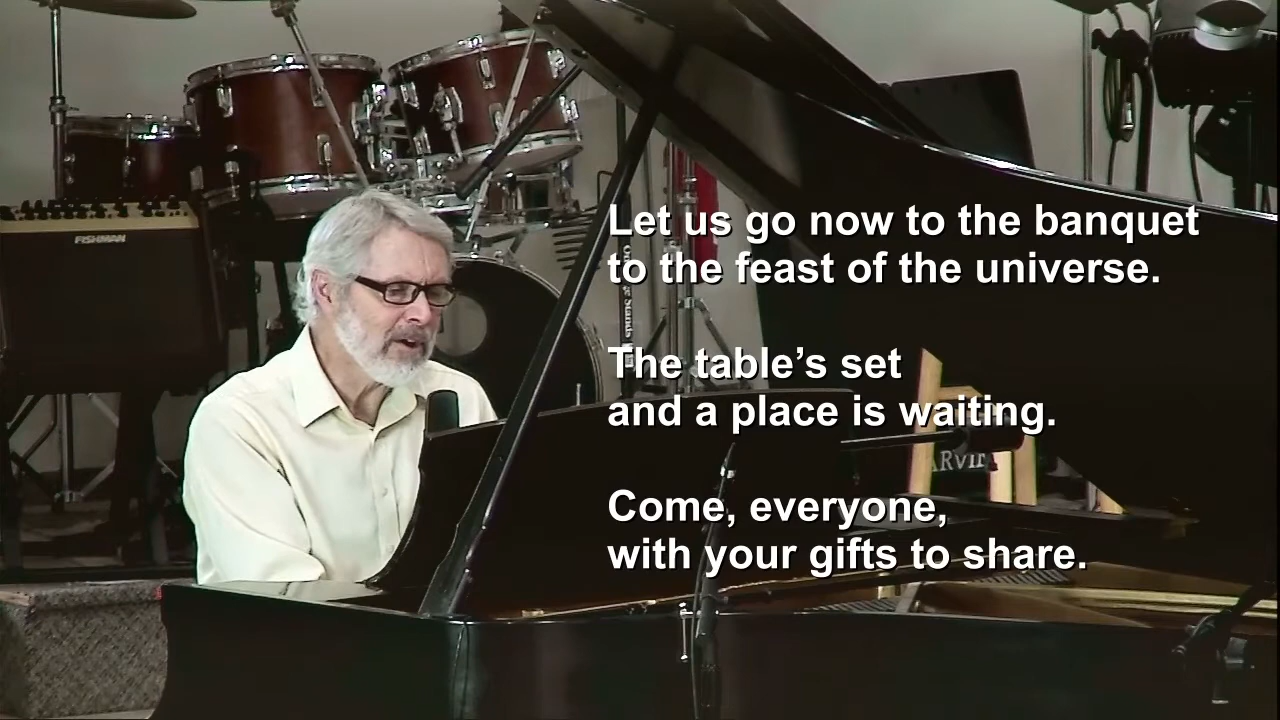 FISHMAN
Let us go now to the banquet
to the feast of the universe.
The table’s set
and a place is waiting.
Come, everyone,
with your gifts to share.